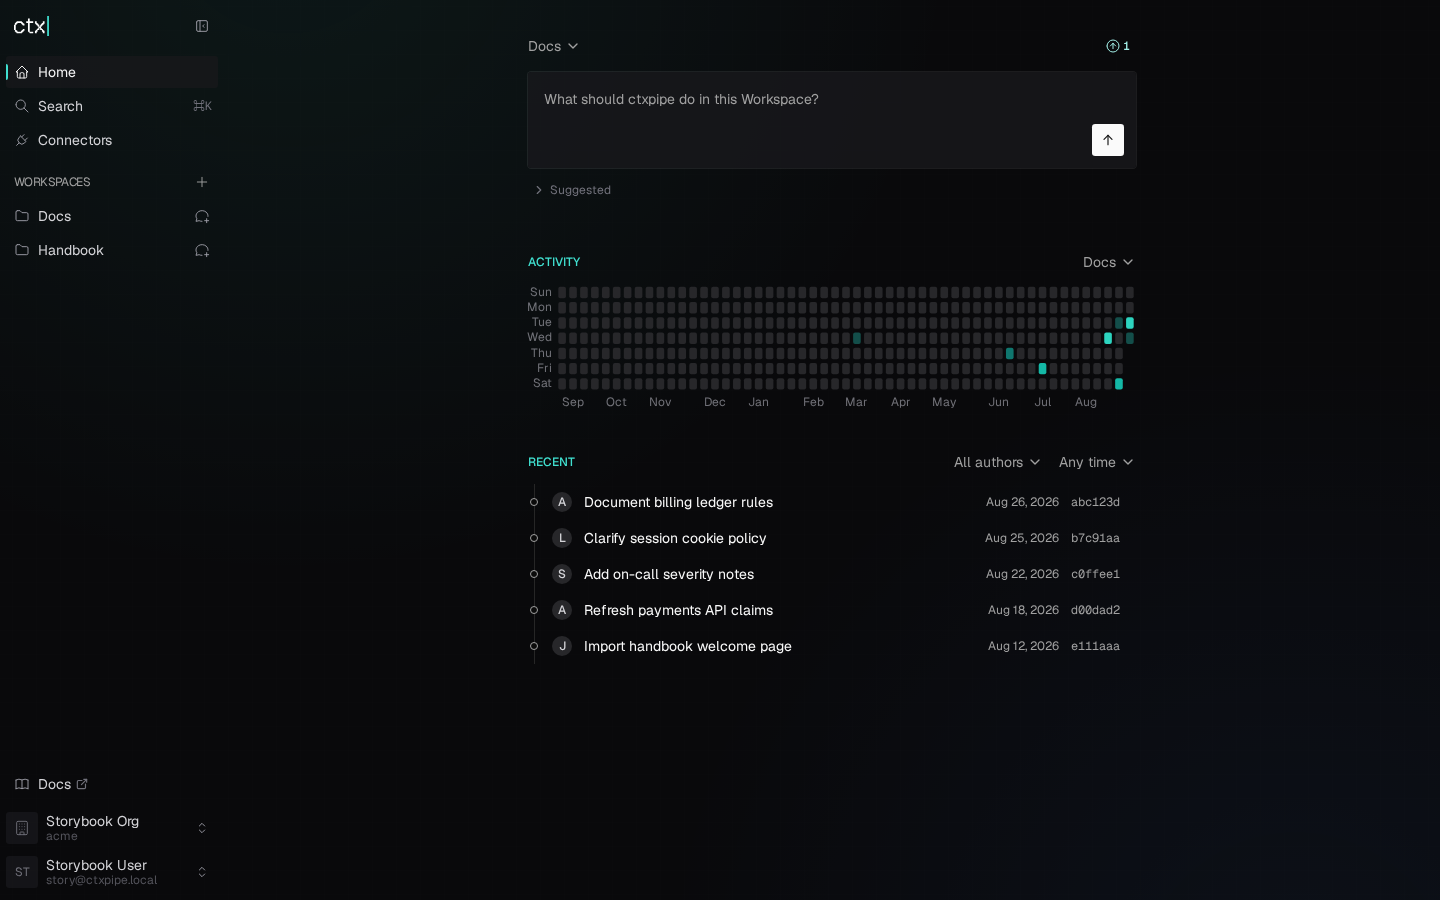 ctx
Home
Search ⌘K
Connectors
WORKSPACES
Docs
Handbook
Docs
Storybook Org
acme
ST
Storybook User
story@ctxpipe.local
Docs
1
What should ctxpipe do in this Workspace?
Suggested
ACTIVITY
Docs
Sun
Mon
Tue
Wed
Thu
Fri
Sat
Sep Oct Nov Dec Jan Feb Mar Apr May Jun Jul Aug
RECENT
All authors Any time
A Document billing ledger rules Aug 26, 2026 abc123d
L Clarify session cookie policy Aug 25, 2026 b7c91aa
S Add on-call severity notes Aug 22, 2026 c0ffee1
A Refresh payments API claims Aug 18, 2026 d00dad2
J Import handbook welcome page Aug 12, 2026 e111aaa